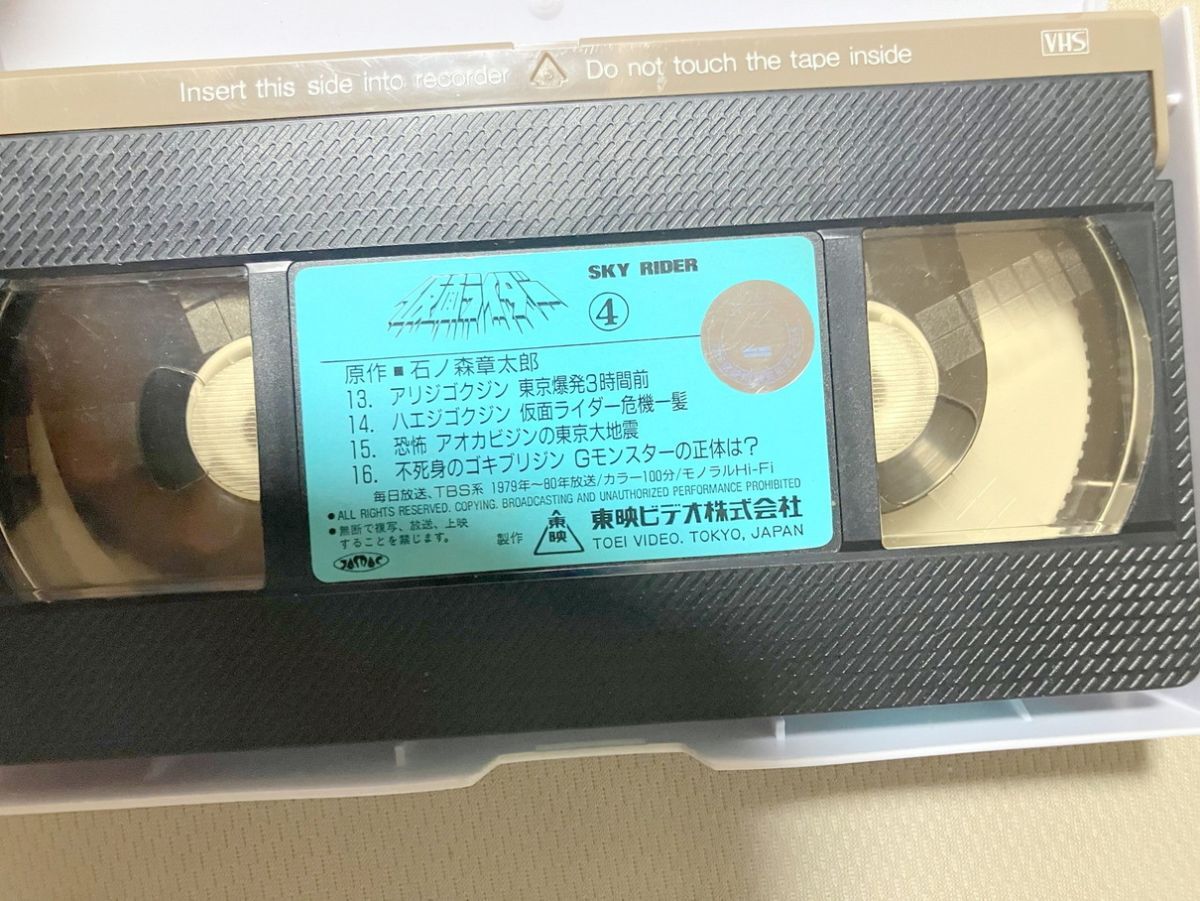 Insert this side into recorder Do not touch the tape inside
VHS
仮面ライダー SKY RIDER
④
原作■石ノ森章太郎
13. アリジゴクジン 東京爆発3時間前
14. ハエジゴクジン 仮面ライダー危機一髪
15. 恐怖 アオカビジンの東京大地震
16. 不死身のゴキブリジン Gモンスターの正体は?
毎日放送、TBS系 1979年～80年放送/カラー100分/モノラルHi-Fi
●ALL RIGHTS RESERVED. COPYING. BROADCASTING AND UNAUTHORIZED PERFORMANCE PROHIBITED
●無断で複写、放送、上映
することを禁じます。
JASRAC
製作 東映 東映ビデオ株式会社
TOEI VIDEO. TOKYO, JAPAN